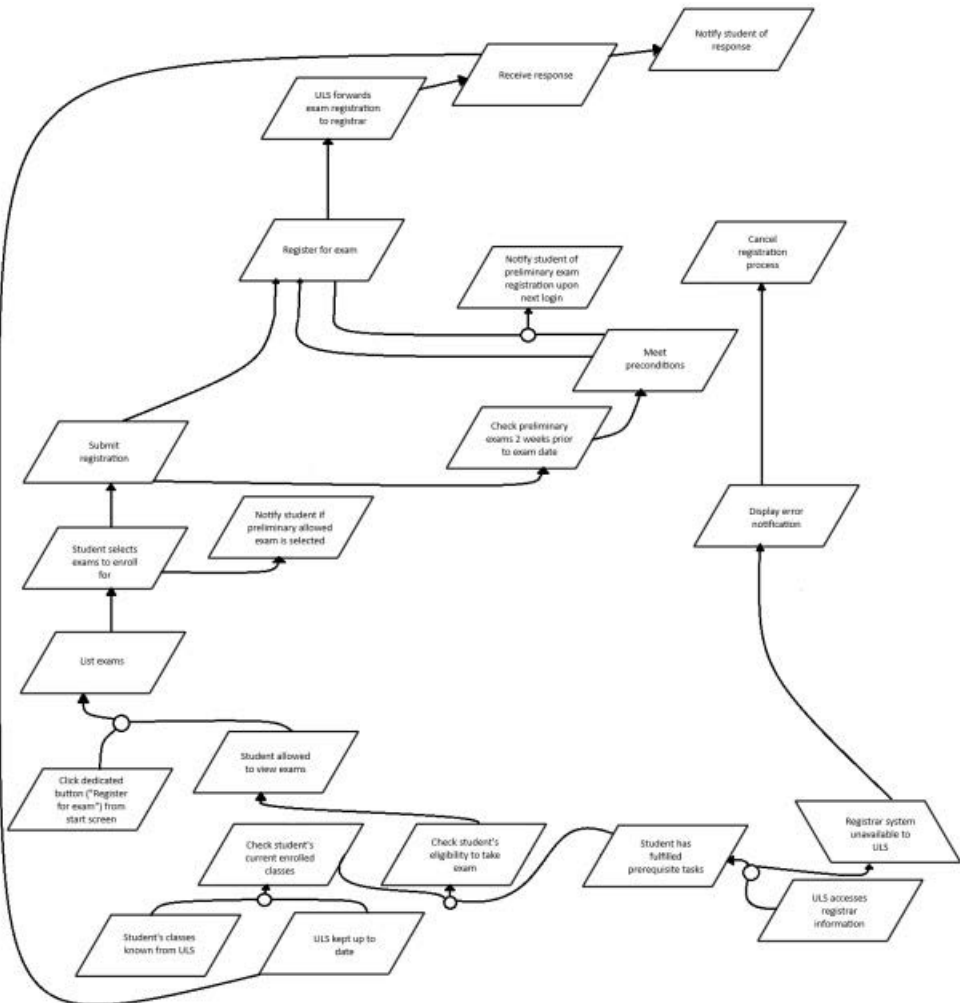 Notify student of
response
Receive response
ULS forwards
exam registration
to registrar
Register for exam
Notify student of
preliminary exam
registration upon
next login
Cancel
registration
process
Meet
preconditions
Check preliminary
exams 2 weeks prior
to exam date
Submit
registration
Notify student if
preliminary allowed
exam is selected
Display error
notification
Student selects
exams to enroll
for
List exams
Student allowed
to view exams
Click dedicated
button ("Register
for exam") from
start screen
Check student's
current enrolled
classes
Check student's
eligibility to take
exam
Student has
fulfilled
prerequisite tasks
Registrar system
unavailable to
ULS
ULS accesses
registrar
information
Student's classes
known from ULS
ULS kept up to
date